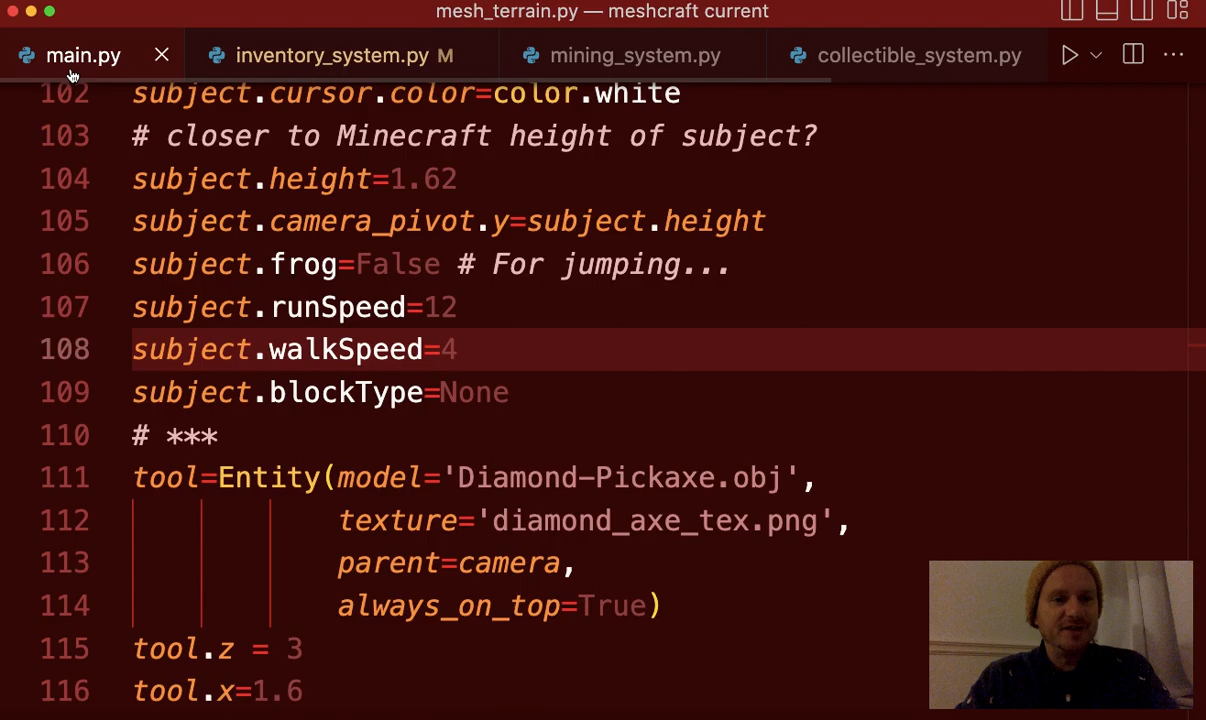 mesh_terrain.py — meshcraft current
main.py
inventory_system.py M
mining_system.py
collectible_system.py
102 subject.cursor.color=color.white
103 # closer to Minecraft height of subject?
104 subject.height=1.62
105 subject.camera_pivot.y=subject.height
106 subject.frog=False # For jumping...
107 subject.runSpeed=12
108 subject.walkSpeed=4
109 subject.blockType=None
110 # ***
111 tool=Entity(model='Diamond-Pickaxe.obj',
112 texture='diamond_axe_tex.png',
113 parent=camera,
114 always_on_top=True)
115 tool.z = 3
116 tool.x=1.6